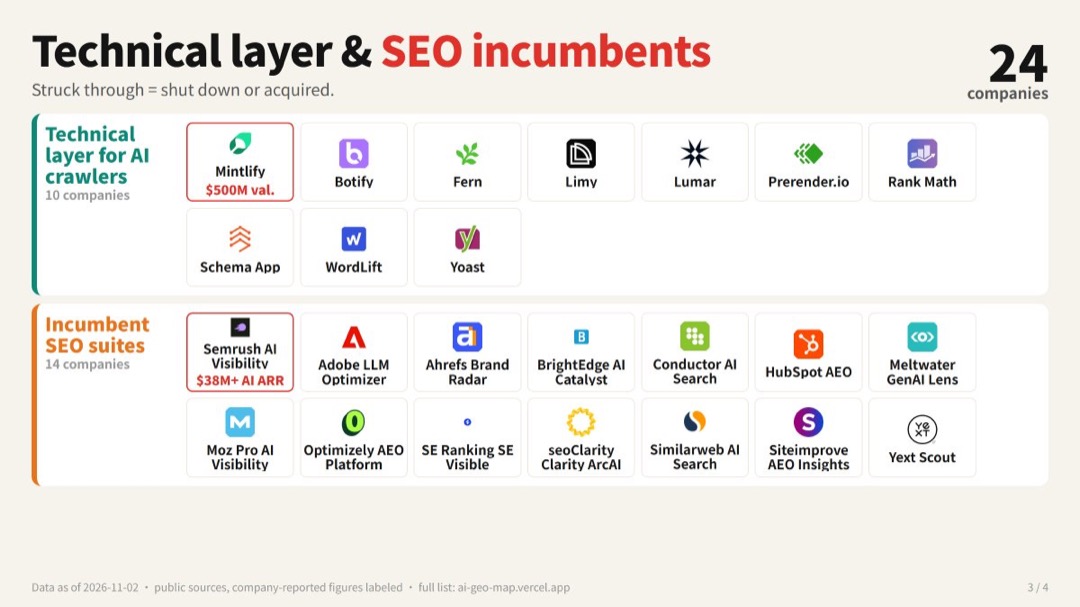 Technical layer & SEO incumbents
Struck through = shut down or acquired.
24
companies
Technical
layer for AI
crawlers
10 companies
Mintlify
$500M val.
Botify
Fern
Limy
Lumar
Prerender.io
Rank Math
Schema App
WordLift
Yoast
Incumbent
SEO suites
14 companies
Semrush AI
Visibility
$38M+ AI ARR
Adobe LLM
Optimizer
Ahrefs Brand
Radar
BrightEdge AI
Catalyst
Conductor AI
Search
HubSpot AEO
Meltwater
GenAI Lens
Moz Pro AI
Visibility
Optimizely AEO
Platform
SE Ranking SE
Visible
seoClarity
Clarity ArcAI
Similarweb AI
Search
Siteimprove
AEO Insights
Yext Scout
Data as of 2026-11-02 • public sources, company-reported figures labeled • full list: ai-geo-map.vercel.app
3 / 4